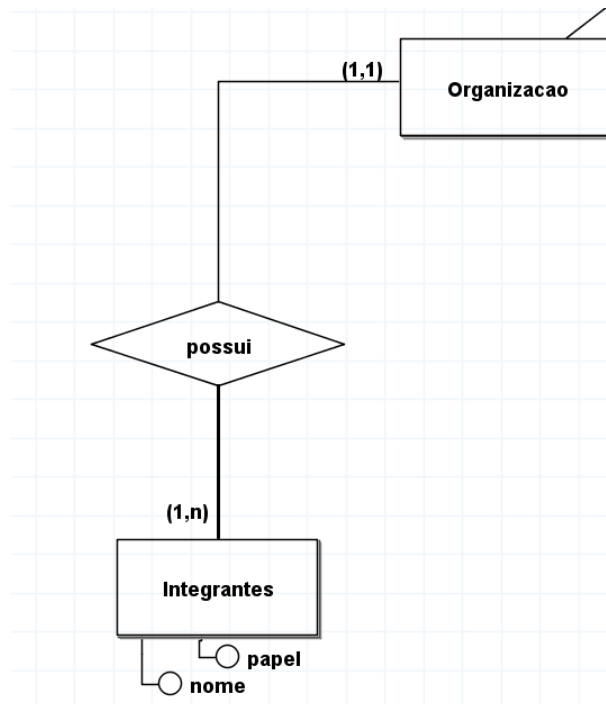 (1,1)
Organizacao
possui
(1,n)
Integrantes
papel
nome